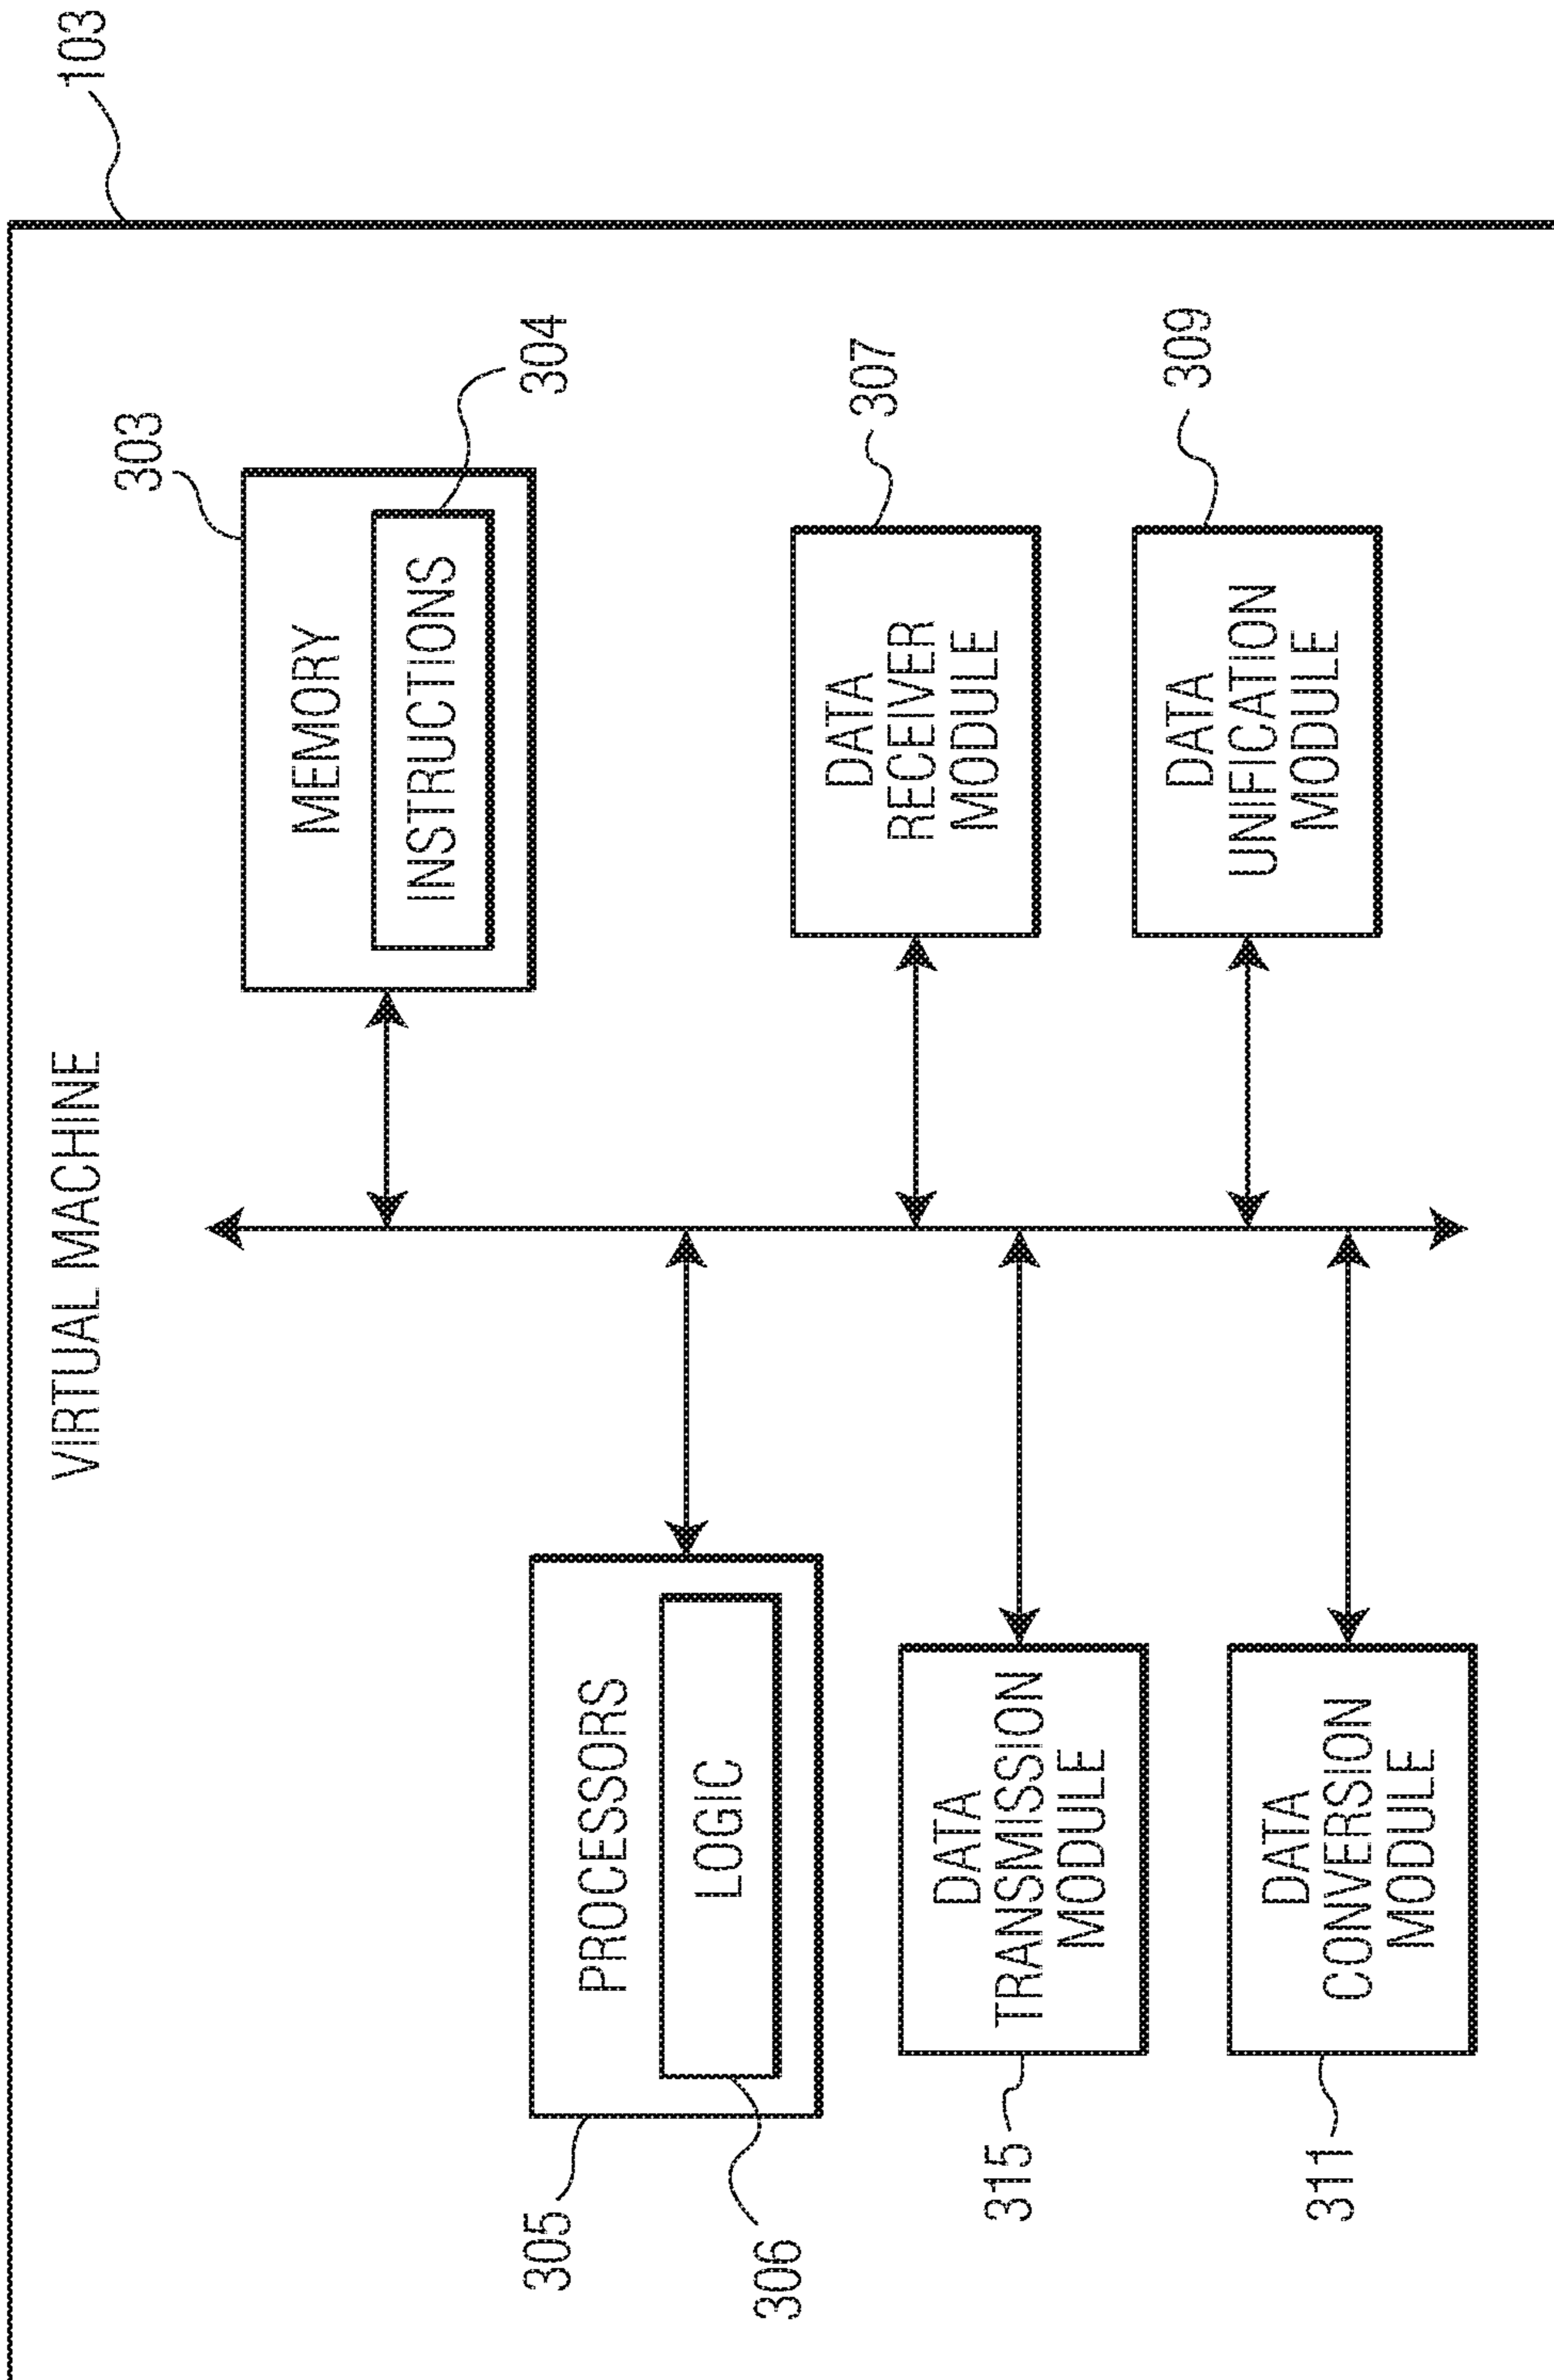 VIRTUAL MACHINE
103
305
PROCESSORS
306
LOGIC
303
MEMORY
INSTRUCTIONS
304
315
DATA
TRANSMISSION
MODULE
307
DATA
RECEIVER
MODULE
311
DATA
CONVERSION
MODULE
309
DATA
UNIFICATION
MODULE